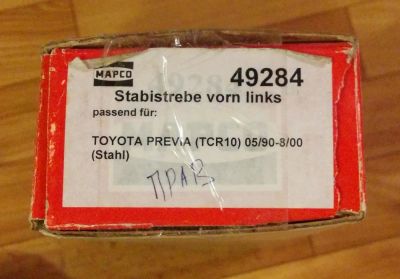 MAPCO 49284
Stabistrebe vorn links
passend für:
TOYOTA PREVIA (TCR10) 05/90-8/00
(Stahl)
ПРАВ